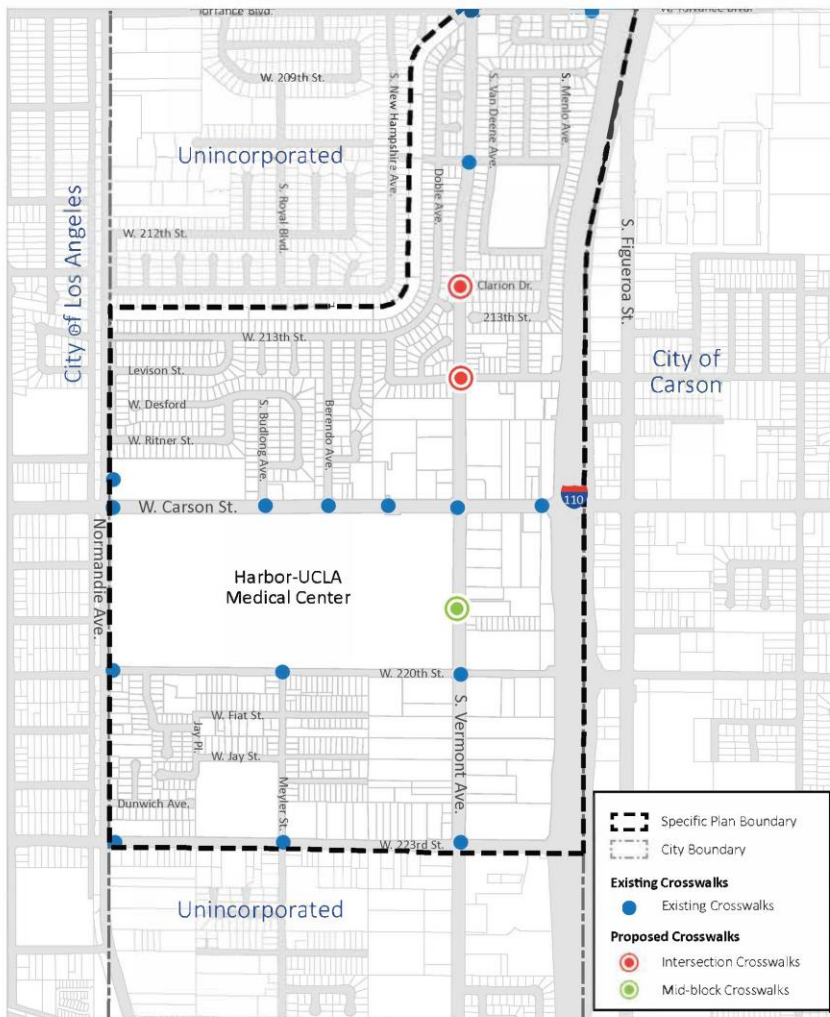 Torrance Blvd.
W. Torrance Blvd.
W. 209th St.
S. New Hampshire Ave.
S. Van Deene Ave.
S. Menlo Ave.
Unincorporated
S. Royal Blvd.
Doble Ave.
City of Los Angeles
W. 212th St.
S. Figueroa St.
Clarion Dr.
213th St.
W. 213th St.
City of
Carson
Levison St.
W. Desford
S. Budlong Ave.
Berendo Ave.
W. Ritner St.
110
W. Carson St.
Normandie Ave.
Harbor-UCLA
Medical Center
W. 220th St.
S. Vermont Ave.
W. Fiat St.
Jay Pl.
W. Jay St.
Meyler St.
Dunwich Ave.
W. 223rd St.
Unincorporated
Specific Plan Boundary
City Boundary
Existing Crosswalks
Existing Crosswalks
Proposed Crosswalks
Intersection Crosswalks
Mid-block Crosswalks